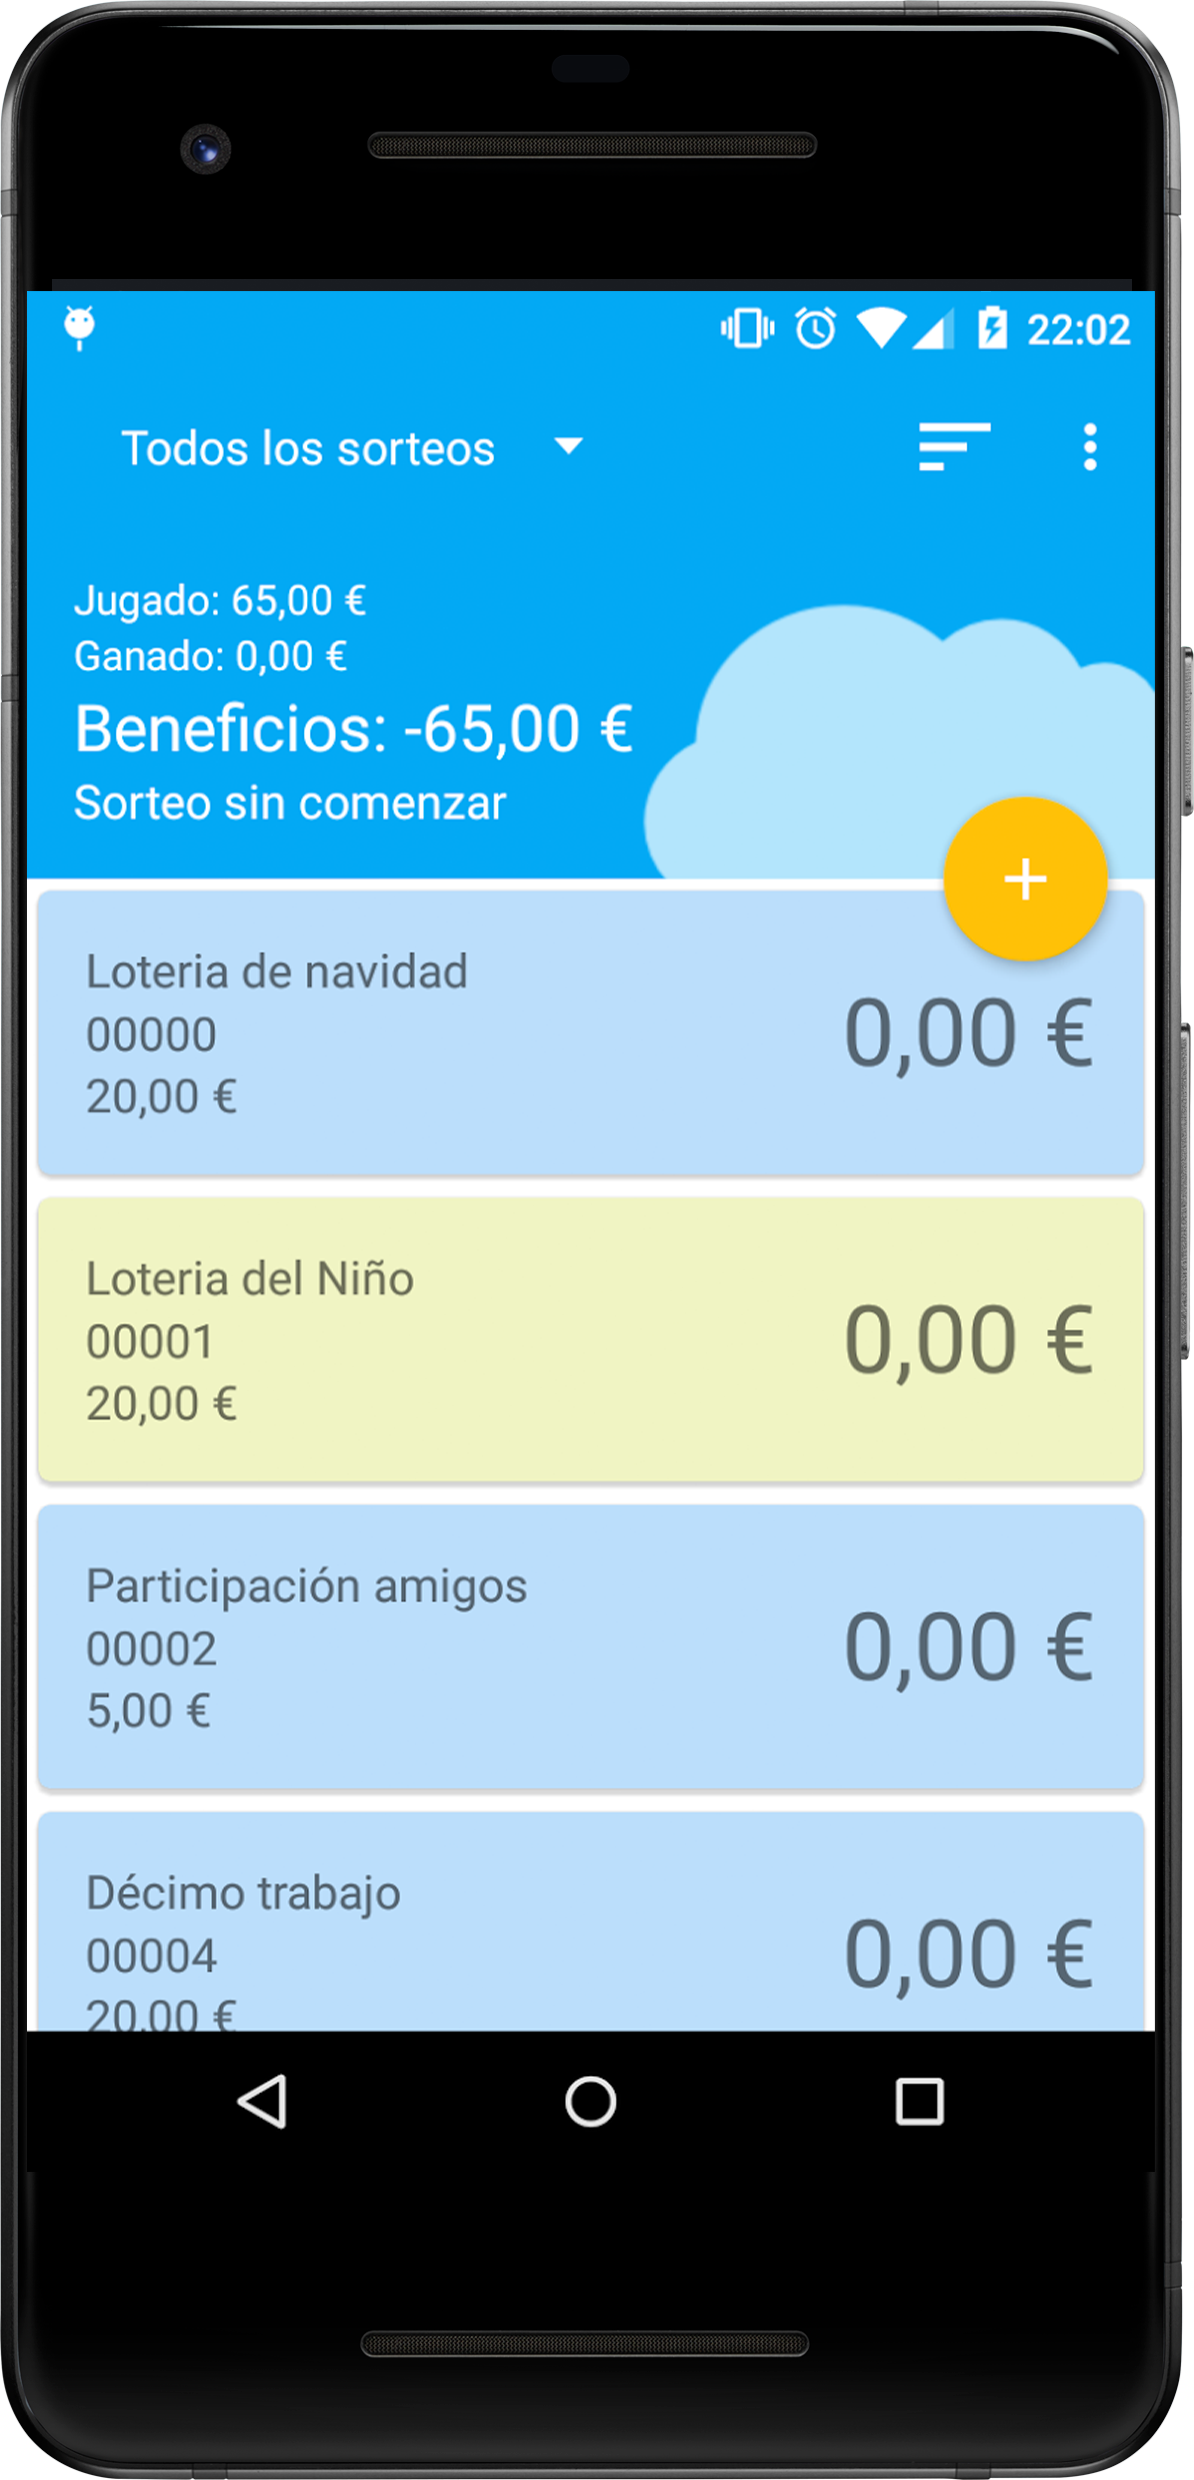 22:02
Todos los sorteos
Jugado: 65,00 €
Ganado: 0,00 €
Beneficios: -65,00 €
Sorteo sin comenzar
+
Loteria de navidad
00000
20,00 €
0,00 €
Loteria del Niño
00001
20,00 €
0,00 €
Participación amigos
00002
5,00 €
0,00 €
Décimo trabajo
00004
20,00 €
0,00 €